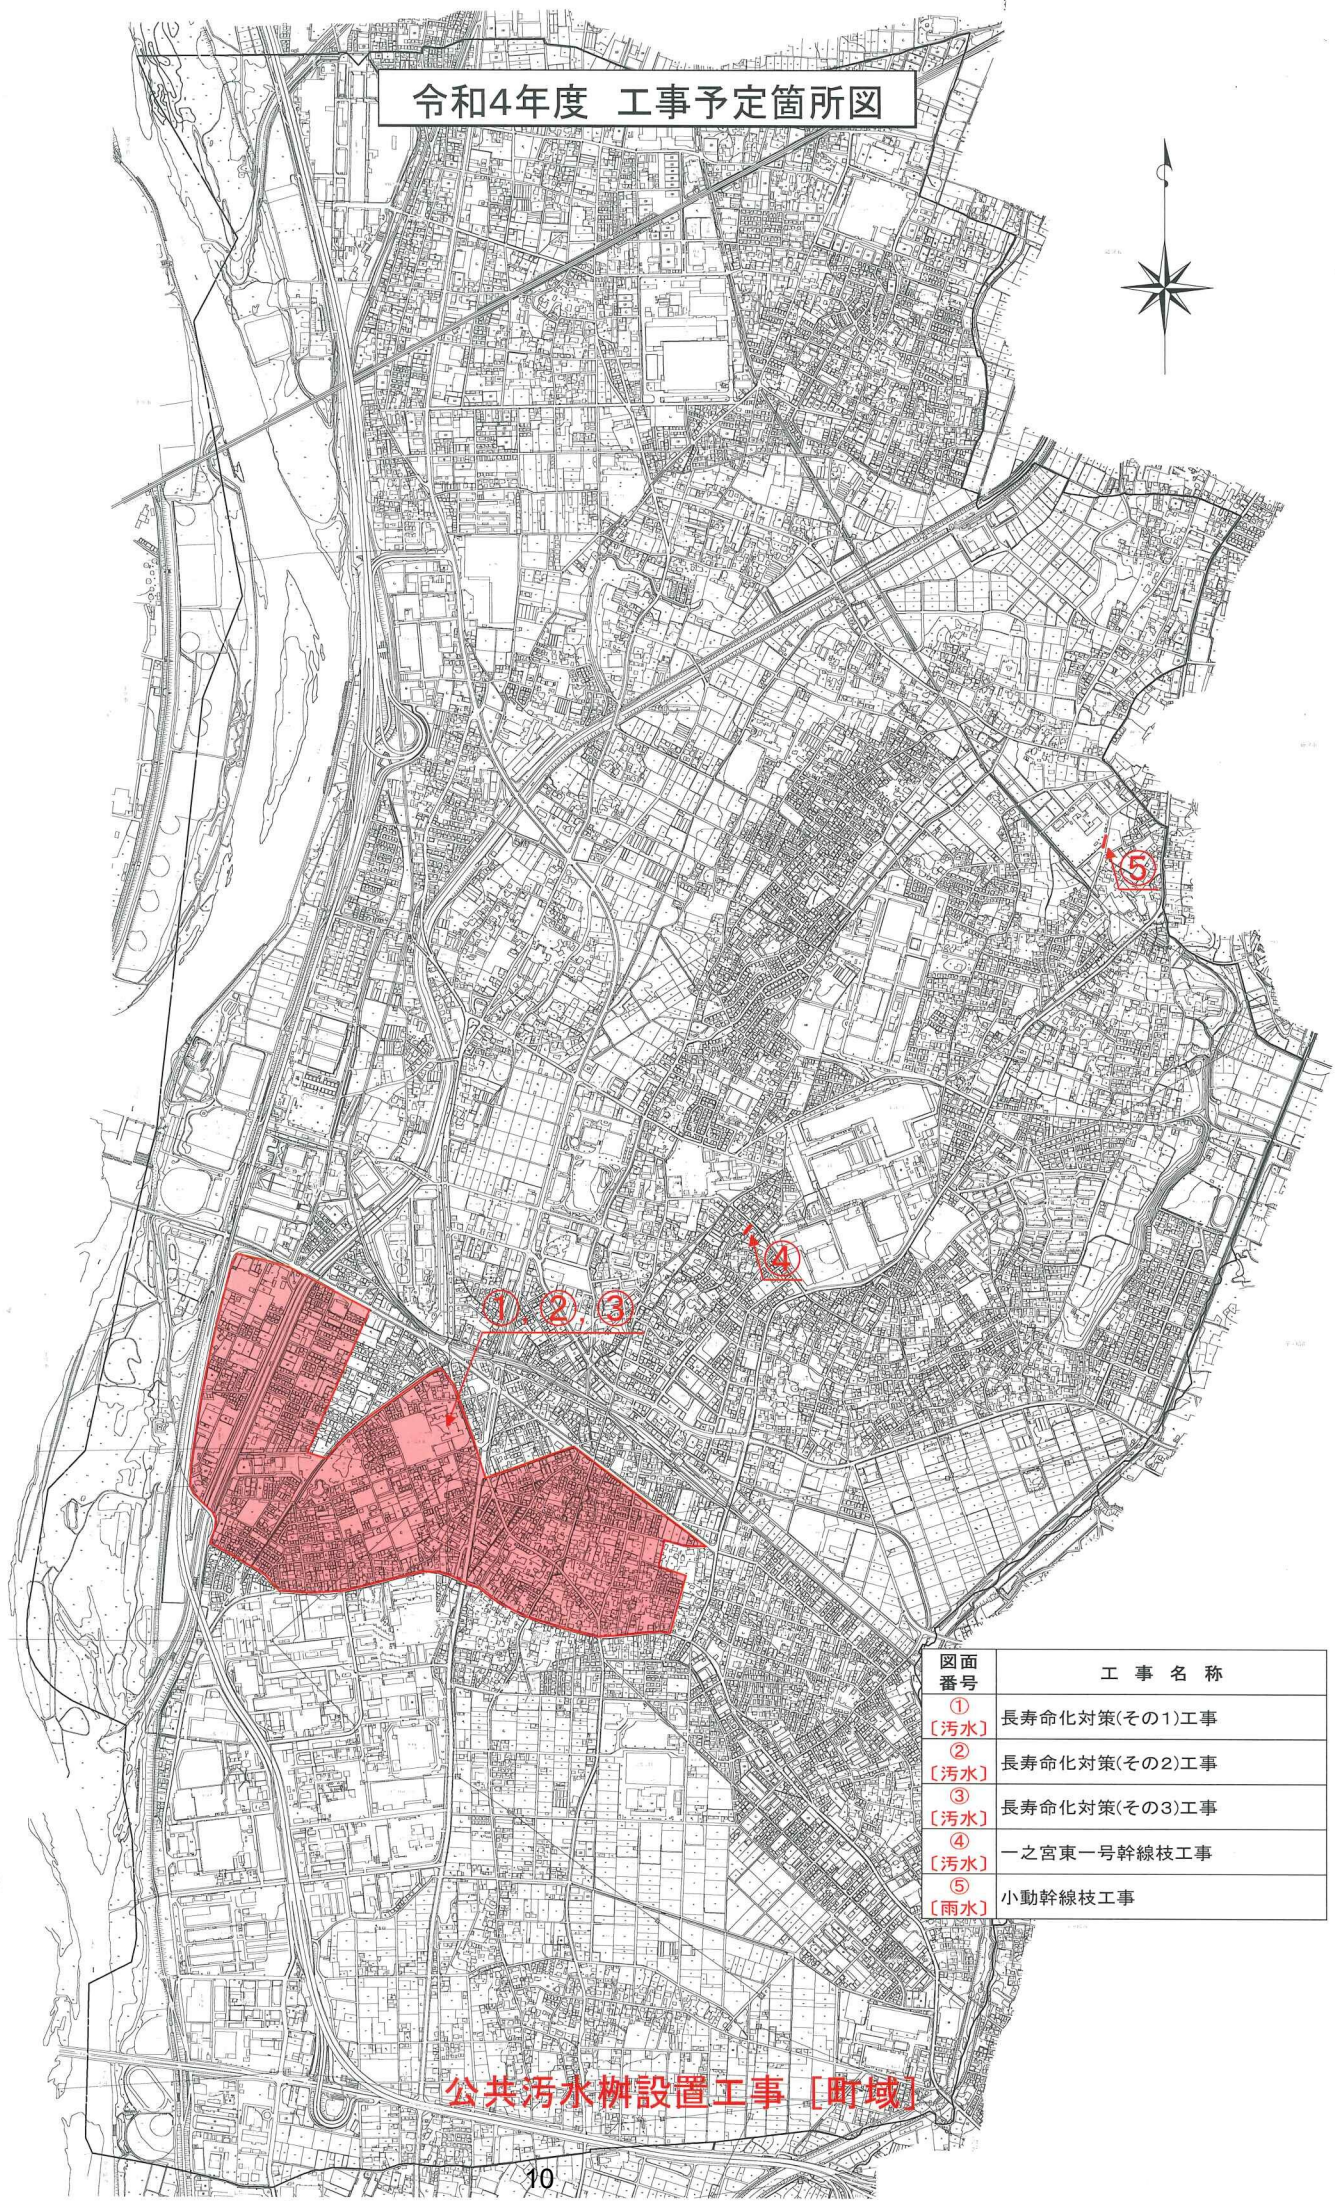 令和4年度 工事予定箇所図
⑤
④
①, ②, ③
図面番号 工事名称
① 〔汚水〕 長寿命化対策(その1)工事
② 〔汚水〕 長寿命化対策(その2)工事
③ 〔汚水〕 長寿命化対策(その3)工事
④ 〔汚水〕 一之宮東一号幹線枝工事
⑤ 〔雨水〕 小動幹線枝工事
公共汚水桝設置工事 [町域]
10